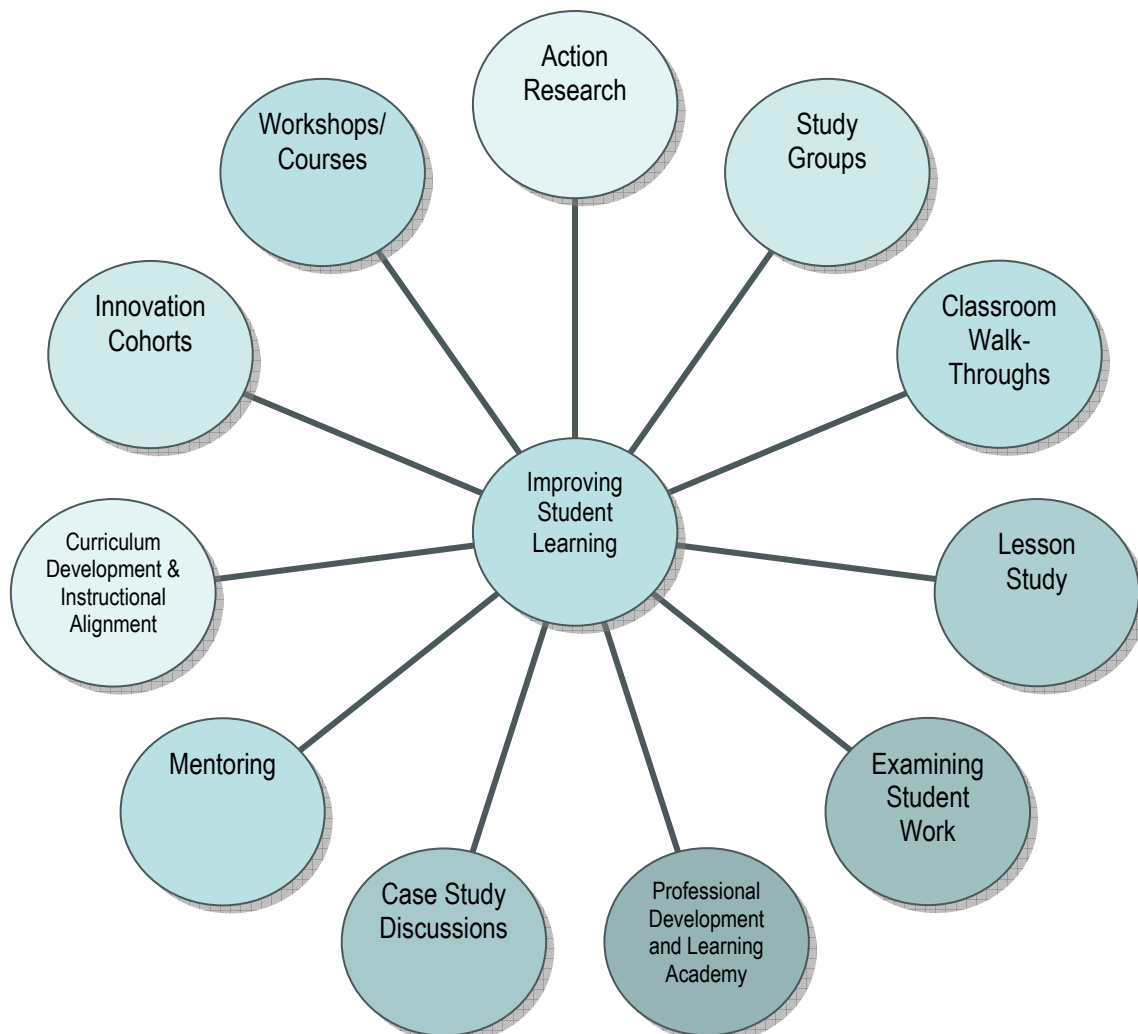 Action
Research
Study
Groups
Classroom
Walk-
Throughs
Lesson
Study
Examining
Student
Work
Professional
Development
and Learning
Academy
Case Study
Discussions
Mentoring
Curriculum
Development &
Instructional
Alignment
Innovation
Cohorts
Workshops/
Courses
Improving
Student
Learning